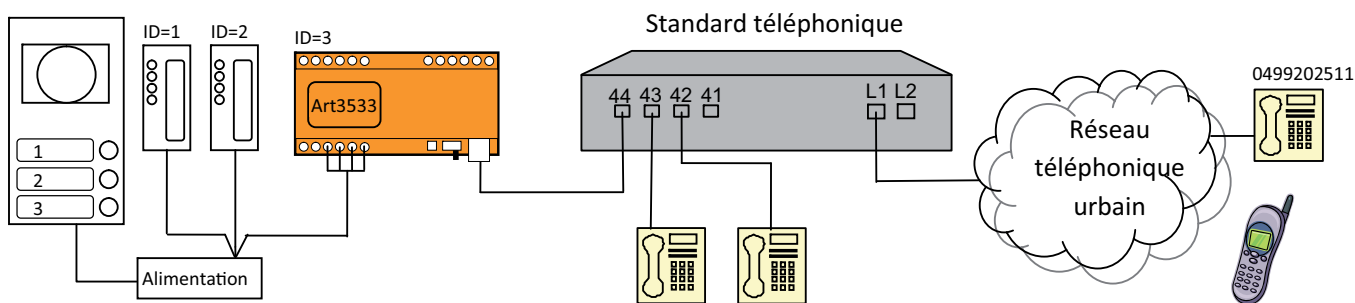 Standard téléphonique
ID=1
ID=2
ID=3
Art3533
44
43
42
41
L1
L2
0499202511
Réseau
téléphonique
urbain
1
2
3
Alimentation